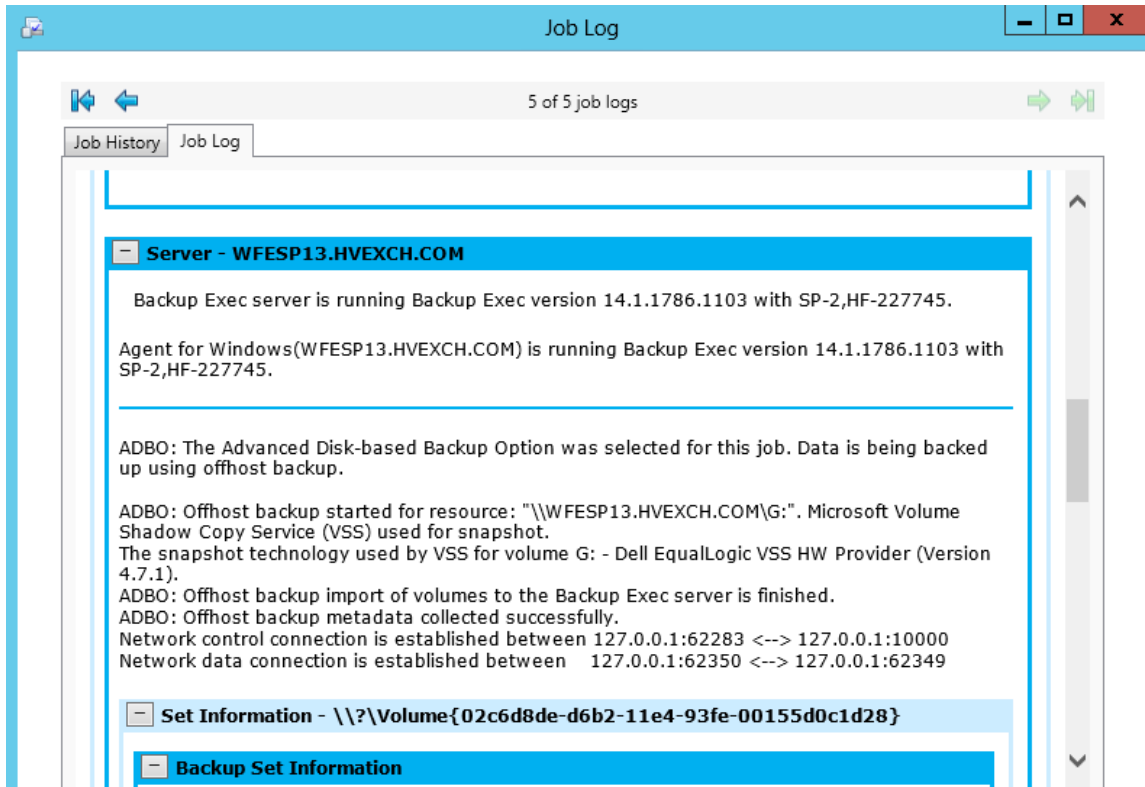 Job Log
5 of 5 job logs
Job History Job Log
Server - WFESP13.HVEXCH.COM
Backup Exec server is running Backup Exec version 14.1.1786.1103 with SP-2,HF-227745.
Agent for Windows(WFESP13.HVEXCH.COM) is running Backup Exec version 14.1.1786.1103 with
SP-2,HF-227745.
ADBO: The Advanced Disk-based Backup Option was selected for this job. Data is being backed
up using offhost backup.
ADBO: Offhost backup started for resource: "\\WFESP13.HVEXCH.COM\G:". Microsoft Volume
Shadow Copy Service (VSS) used for snapshot.
The snapshot technology used by VSS for volume G: - Dell EqualLogic VSS HW Provider (Version
4.7.1).
ADBO: Offhost backup import of volumes to the Backup Exec server is finished.
ADBO: Offhost backup metadata collected successfully.
Network control connection is established between 127.0.0.1:62283 <--> 127.0.0.1:10000
Network data connection is established between 127.0.0.1:62350 <--> 127.0.0.1:62349
Set Information - \\?\Volume{02c6d8de-d6b2-11e4-93fe-00155d0c1d28}
Backup Set Information